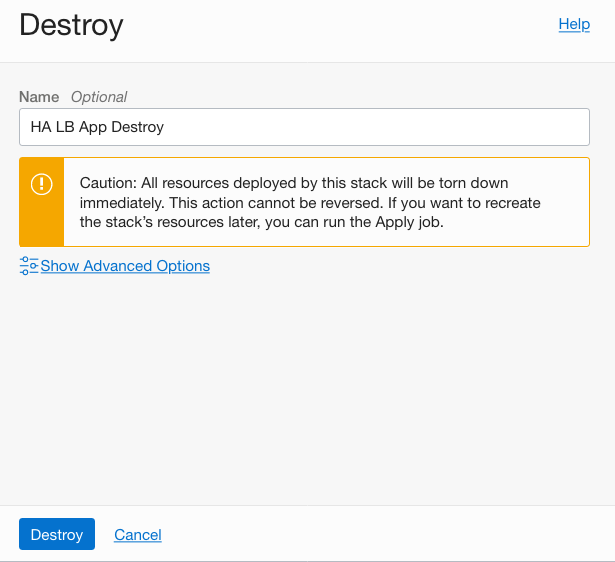 Destroy
Help
Name Optional
HA LB App Destroy
Caution: All resources deployed by this stack will be torn down
immediately. This action cannot be reversed. If you want to recreate
the stack’s resources later, you can run the Apply job.
Show Advanced Options
Destroy
Cancel